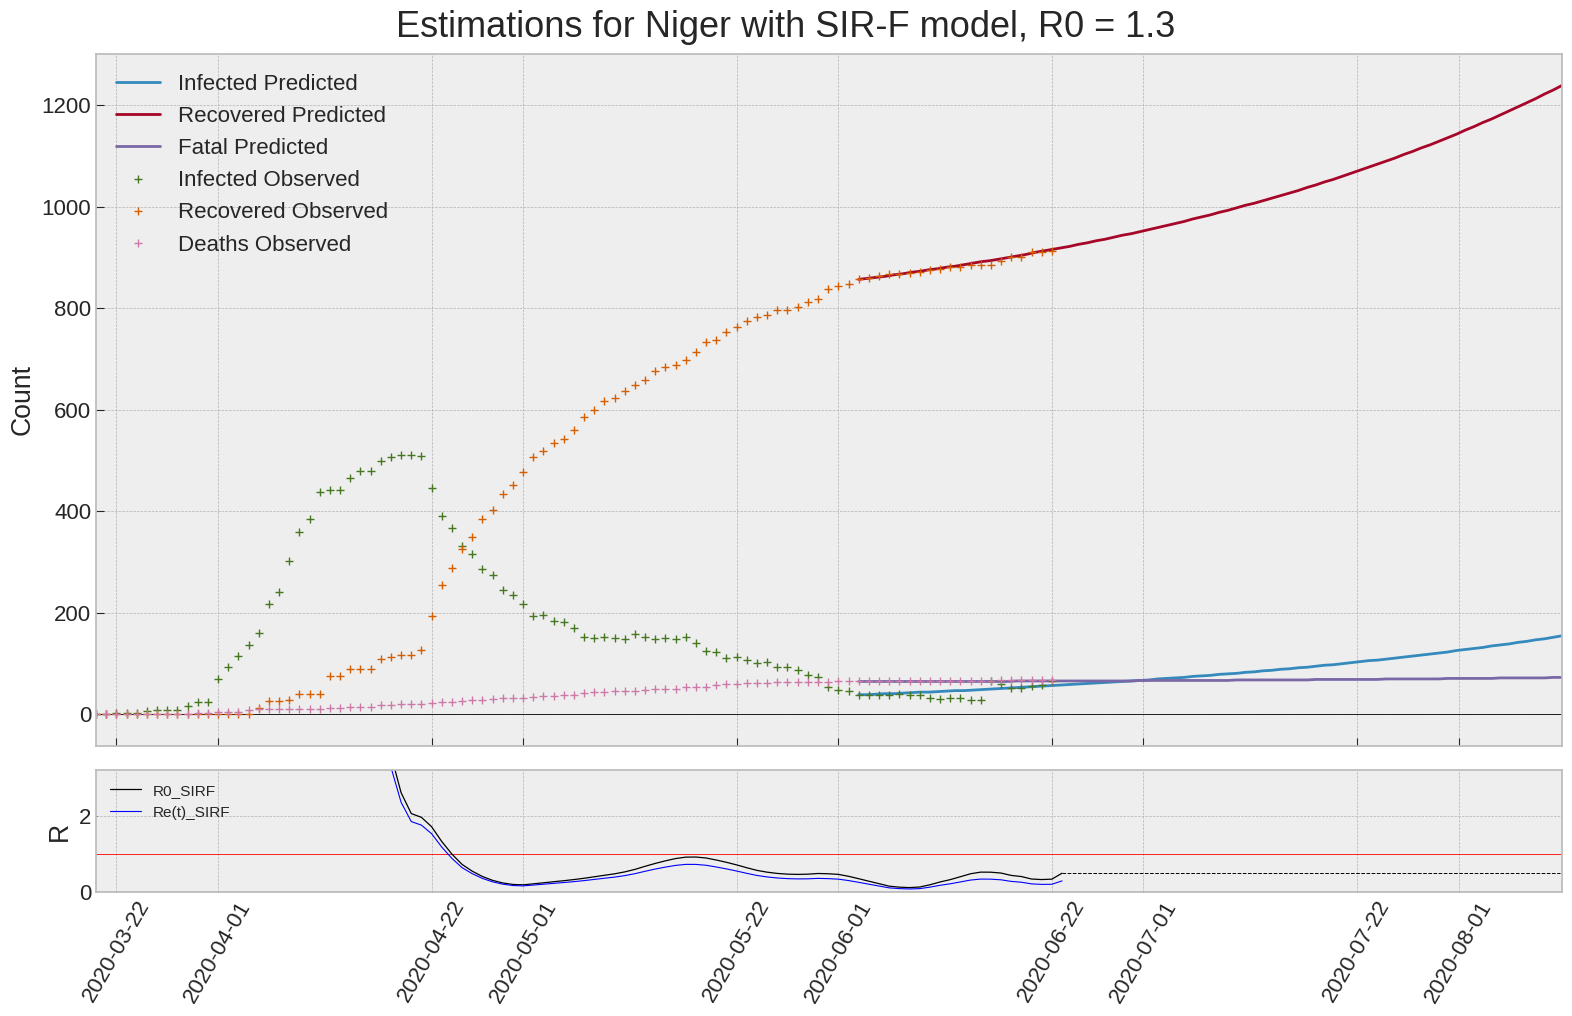 Estimations for Niger with SIR-F model, R0 = 1.3
Infected Predicted
Recovered Predicted
Fatal Predicted
Infected Observed
Recovered Observed
Deaths Observed
1200
1000
800
600
400
200
0
Count
R0_SIRF
Re(t)_SIRF
2
0
R
2020-03-22
2020-04-01
2020-04-22
2020-05-01
2020-05-22
2020-06-01
2020-06-22
2020-07-01
2020-07-22
2020-08-01